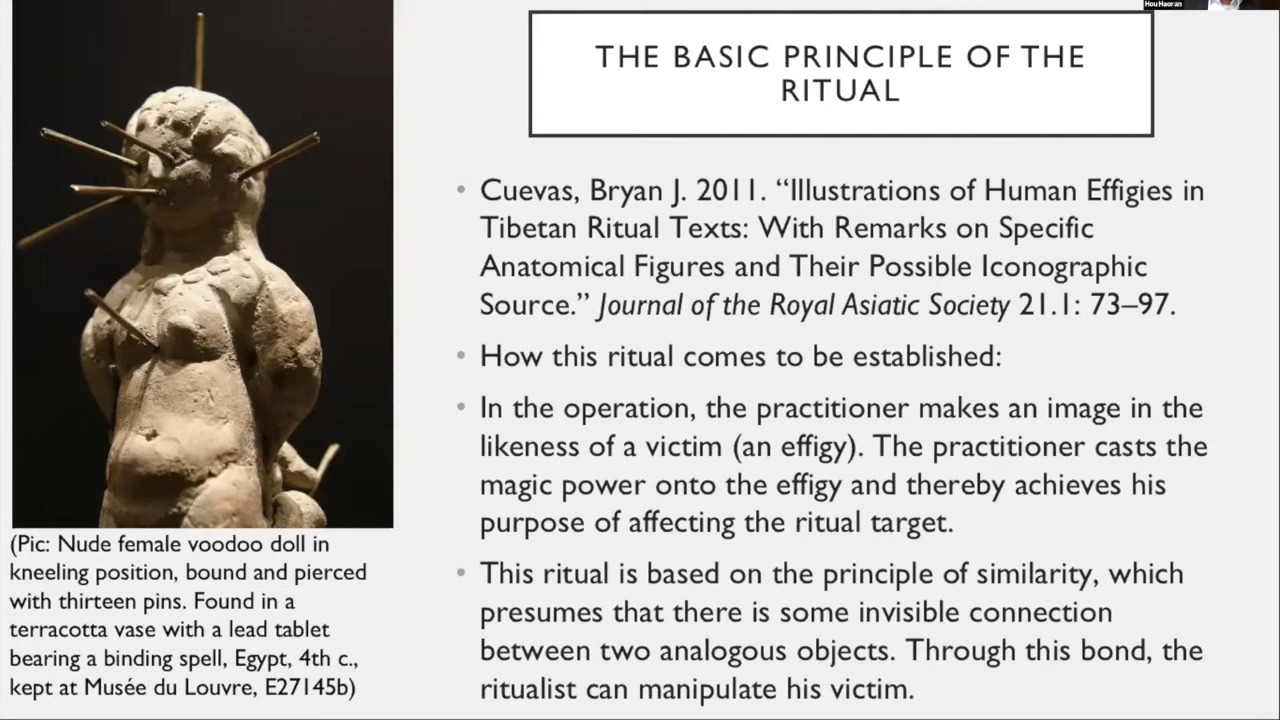 Hou Haoran
THE BASIC PRINCIPLE OF THE
RITUAL
• Cuevas, Bryan J. 2011. “Illustrations of Human Effigies in
Tibetan Ritual Texts: With Remarks on Specific
Anatomical Figures and Their Possible Iconographic
Source.” Journal of the Royal Asiatic Society 21.1: 73–97.
• How this ritual comes to be established:
• In the operation, the practitioner makes an image in the
likeness of a victim (an effigy). The practitioner casts the
magic power onto the effigy and thereby achieves his
purpose of affecting the ritual target.
• This ritual is based on the principle of similarity, which
presumes that there is some invisible connection
between two analogous objects. Through this bond, the
ritualist can manipulate his victim.
(Pic: Nude female voodoo doll in
kneeling position, bound and pierced
with thirteen pins. Found in a
terracotta vase with a lead tablet
bearing a binding spell, Egypt, 4th c.,
kept at Musée du Louvre, E27145b)